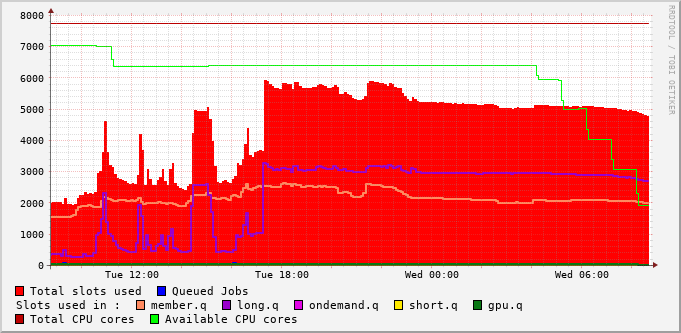 8000
7000
6000
5000
4000
3000
2000
1000
0
Tue 12:00 Tue 18:00 Wed 00:00 Wed 06:00
RRDTOOL / TOBI OETIKER
Total slots used Queued Jobs
Slots used in : member.q long.q ondemand.q short.q gpu.q
Total CPU cores Available CPU cores